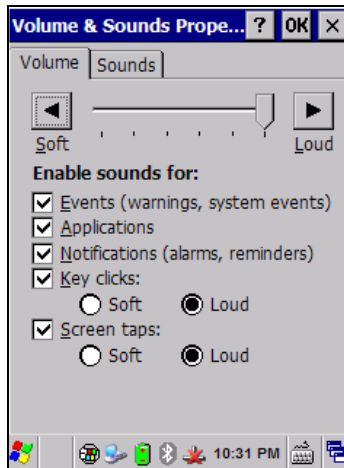 Volume & Sounds Prope... ? OK ×
Volume Sounds
Soft Loud
Enable sounds for:
Events (warnings, system events)
Applications
Notifications (alarms, reminders)
Key clicks:
Soft Loud
Screen taps:
Soft Loud
10:31 PM